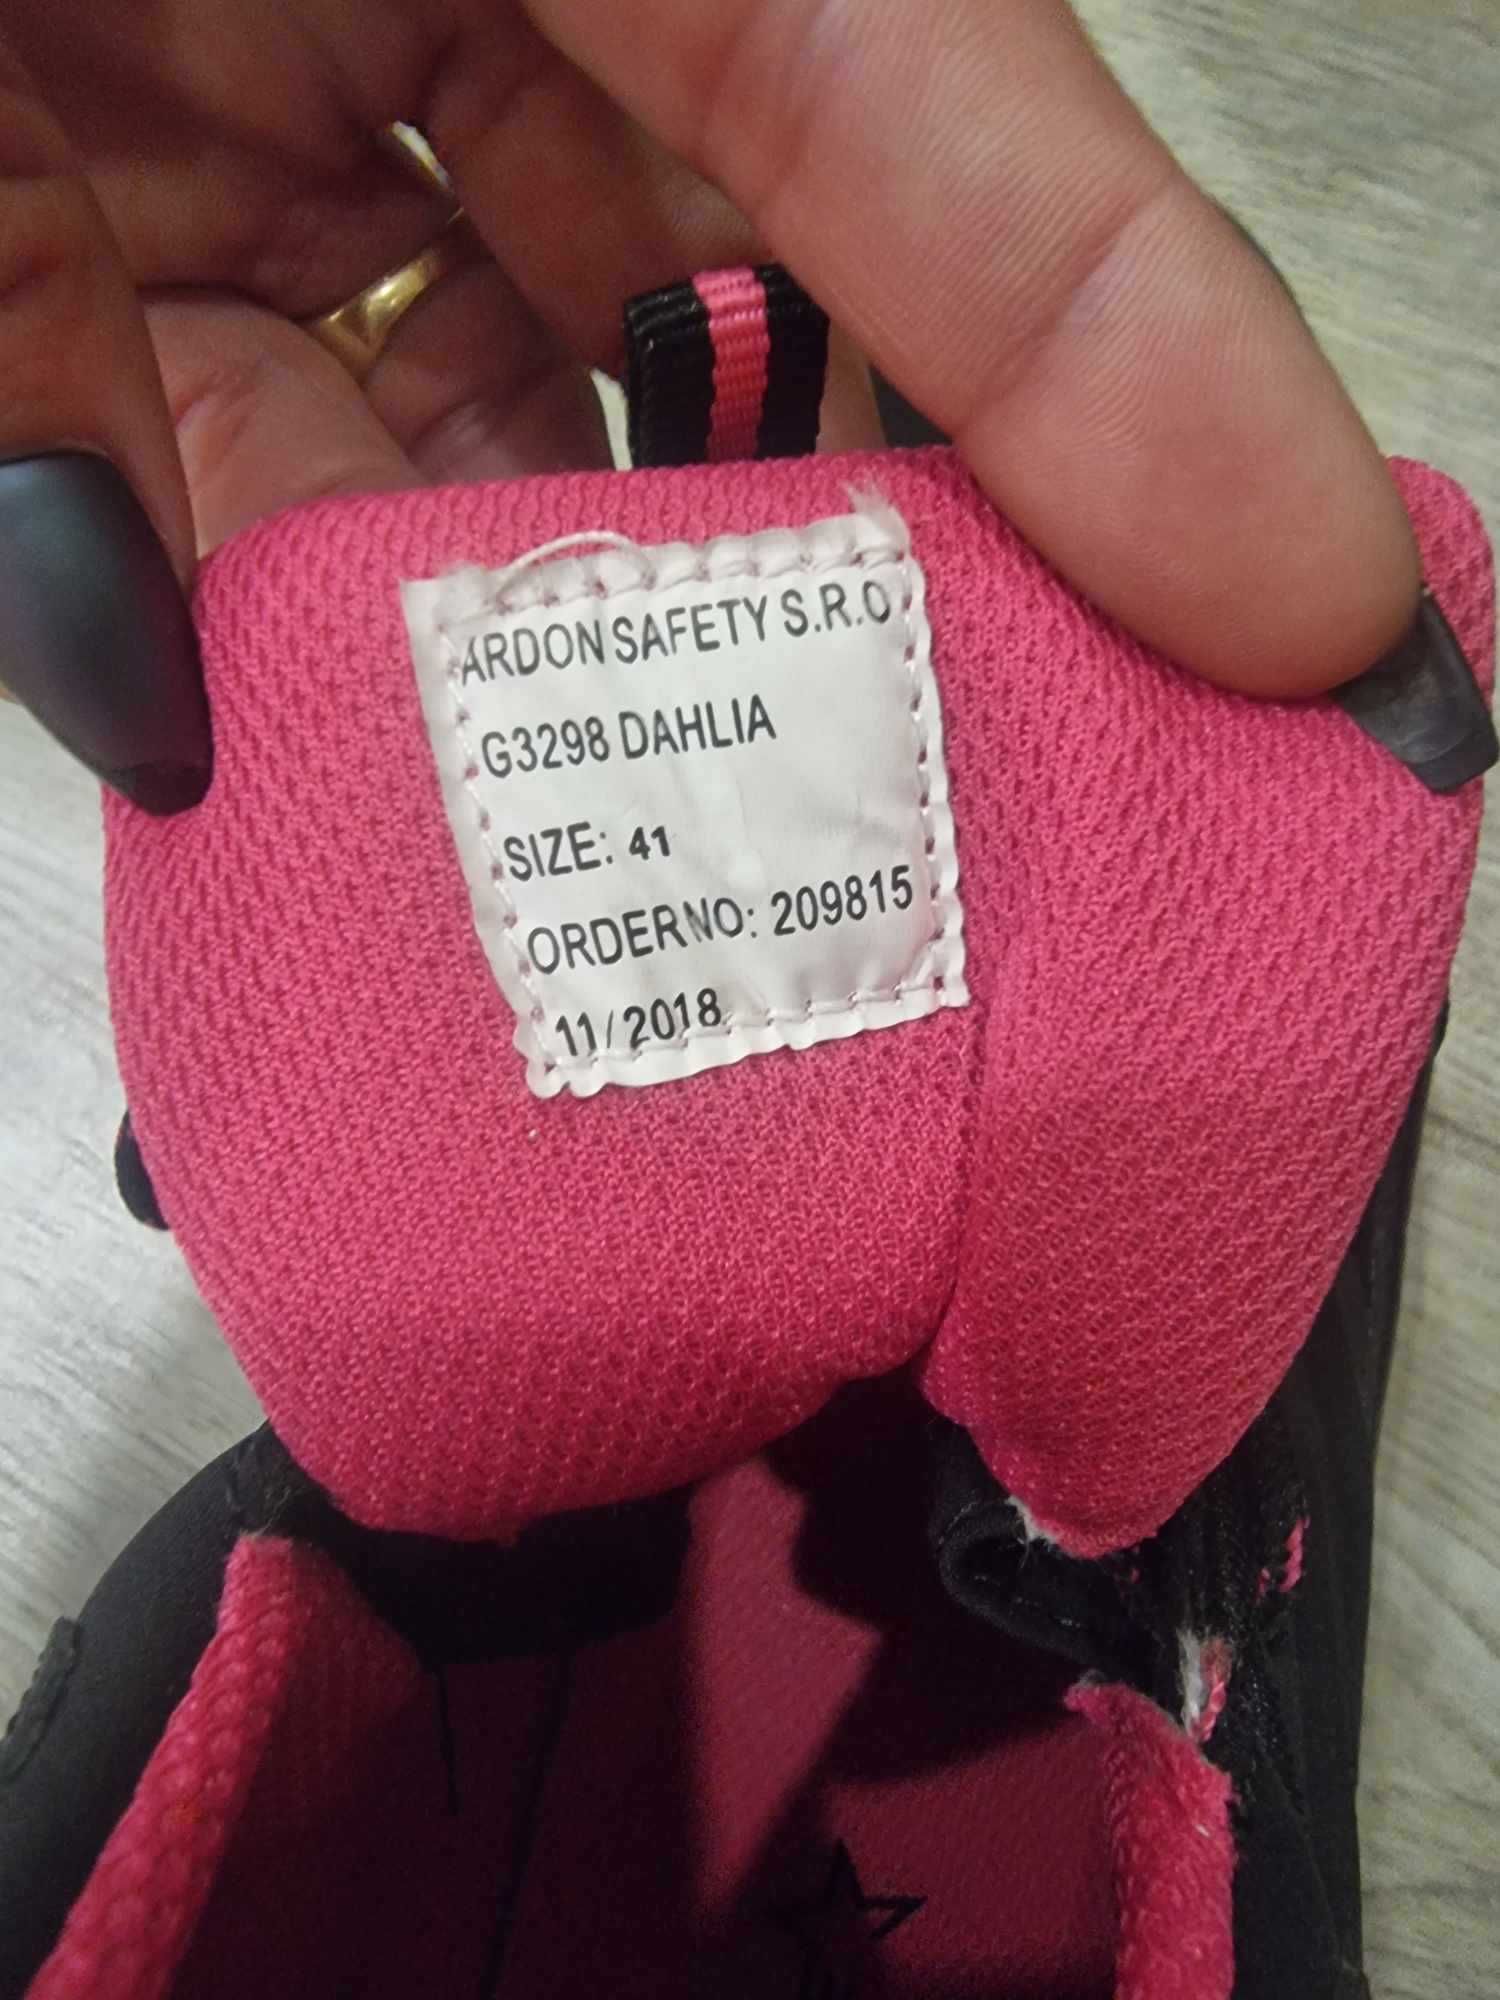 ARDON SAFETY S.R.O
G3298 DAHLIA
SIZE: 41
ORDER NO: 209815
11/2018